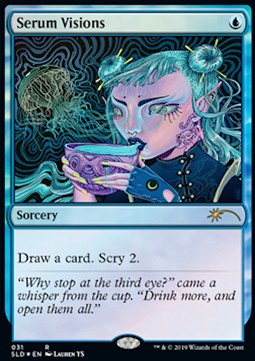 Serum Visions
Sorcery
Draw a card. Scry 2.
"Why stop at the third eye?" came a
whisper from the cup. "Drink more, and
open them all."
031 R
SLD ★ EN LAUREN YS
™ & © 2019 Wizards of the Coast